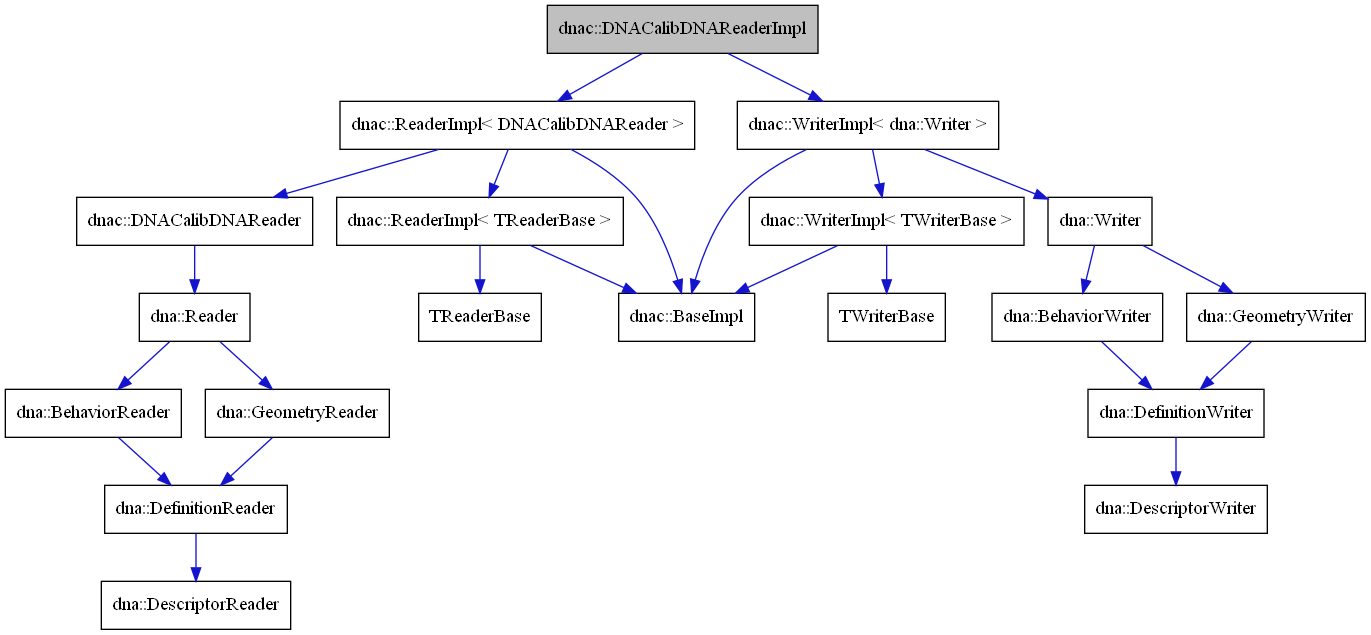 dnac::DNACalibDNAReaderImpl
dnac::ReaderImpl< DNACalibDNAReader >
dnac::WriterImpl< dna::Writer >
dnac::DNACalibDNAReader
dnac::ReaderImpl< TReaderBase >
dnac::WriterImpl< TWriterBase >
dna::Writer
dna::Reader
TReaderBase
dnac::BaseImpl
TWriterBase
dna::BehaviorWriter
dna::GeometryWriter
dna::BehaviorReader
dna::GeometryReader
dna::DefinitionWriter
dna::DefinitionReader
dna::DescriptorWriter
dna::DescriptorReader